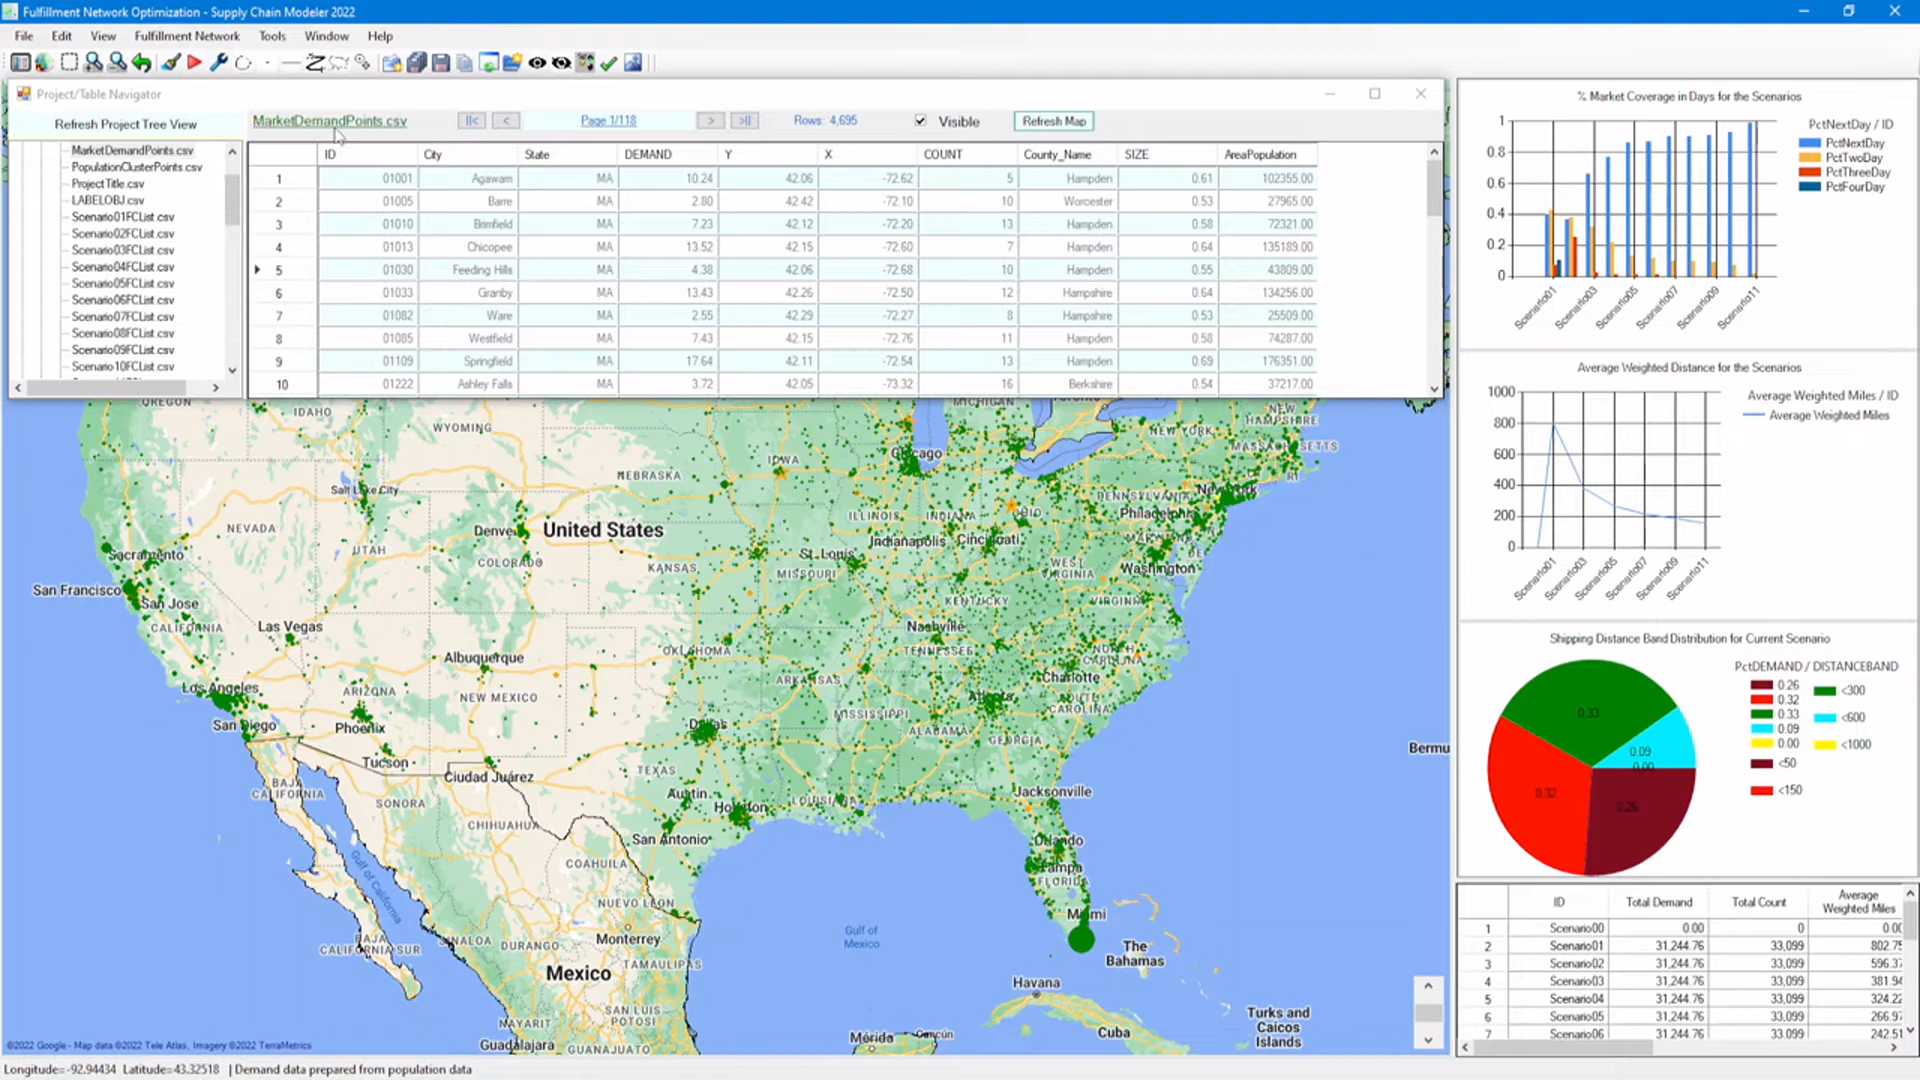 Fulfillment Network Optimization - Supply Chain Modeler 2022
File Edit View Fulfillment Network Tools Window Help
Project/Table Navigator
Refresh Project Tree View
MarketDemandPoints.csv
PopulationClusterPoints.csv
ProjectTitle.csv
LABELOBJ.csv
Scenario01FCList.csv
Scenario02FCList.csv
Scenario03FCList.csv
Scenario04FCList.csv
Scenario05FCList.csv
Scenario06FCList.csv
Scenario07FCList.csv
Scenario08FCList.csv
Scenario09FCList.csv
Scenario10FCList.csv
MarketDemandPoints.csv |< < Page 1/118 > >| Rows: 4,695 Visible Refresh Map
ID City State DEMAND Y X COUNT County_Name SIZE AreaPopulation
1 01001 Agawam MA 10.24 42.06 -72.62 5 Hampden 0.61 102355.00
2 01005 Barre MA 2.80 42.42 -72.10 10 Worcester 0.53 27965.00
3 01010 Brimfield MA 7.23 42.12 -72.20 13 Hampden 0.58 72321.00
4 01013 Chicopee MA 13.52 42.15 -72.60 7 Hampden 0.64 135189.00
5 01030 Feeding Hills MA 4.38 42.06 -72.68 10 Hampden 0.55 43809.00
6 01033 Granby MA 13.43 42.26 -72.50 12 Hampshire 0.64 134256.00
7 01082 Ware MA 2.55 42.29 -72.27 8 Hampshire 0.53 25509.00
8 01085 Westfield MA 7.43 42.15 -72.76 11 Hampden 0.58 74287.00
9 01109 Springfield MA 17.64 42.11 -72.54 13 Hampden 0.69 176351.00
10 01222 Ashley Falls MA 3.72 42.05 -73.32 16 Berkshire 0.54 37217.00
OREGON
IDAHO
WYOMING
MICHIGAN
NEW HAMPSHIRE
NEW YORK
MASSACHUSETTS
RI
IOWA
Chicago
NEBRASKA
Salt Lake City
PENNSYLVANIA
New York
NEVADA
Denver
United States
ILLINOIS
INDIANA
OHIO
Philadelphia
UTAH
COLORADO
Sacramento
St. Louis
Indianapolis
Cincinnati
MARYLAND
DE
KANSAS
MISSOURI
WEST VIRGINIA
Washington
San Francisco
San Jose
CALIFORNIA
Las Vegas
KENTUCKY
VIRGINIA
Nashville
Albuquerque
OKLAHOMA
TENNESSEE
NORTH CAROLINA
Los Angeles
ARIZONA
NEW MEXICO
ARKANSAS
Charlotte
Atlanta
SOUTH CAROLINA
San Diego
Phoenix
Dallas
MISSISSIPPI
ALABAMA
GEORGIA
Bermu
Tucson
Ciudad Juárez
TEXAS
BAJA CALIFORNIA
SONORA
Austin
Houston
LOUISIANA
Jacksonville
CHIHUAHUA
San Antonio
COAHUILA
Orlando
Tampa
FLORIDA
Gulf of California
NUEVO LEON
Miami
BAJA CALIFORNIA SUR
SINALOA
DURANGO
Monterrey
Gulf of Mexico
The Bahamas
TAMAULIPAS
Mexico
Havana
NAYARIT
SAN LUIS POTOSI
Cuba
Turks and Caicos Islands
Guadalajara
GUANAJUATO
Mérida
Cancún
©2022 Google - Map data ©2022 Tele Atlas, Imagery ©2022 TerraMetrics
Longitude=-92.94434 Latitude=43.32518 | Demand data prepared from population data
% Market Coverage in Days for the Scenarios
1
0.8
0.6
0.4
0.2
0
Scenario01 Scenario03 Scenario05 Scenario07 Scenario09 Scenario11
PctNextDay / ID
PctNextDay
PctTwoDay
PctThreeDay
PctFourDay
Average Weighted Distance for the Scenarios
1000
800
600
400
200
0
Scenario01 Scenario03 Scenario05 Scenario07 Scenario09 Scenario11
Average Weighted Miles / ID
Average Weighted Miles
Shipping Distance Band Distribution for Current Scenario
0.33
0.09
0.00
0.32
0.26
PctDEMAND / DISTANCEBAND
0.26
0.32
0.33
0.09
0.00
<50
<150
<300
<600
<1000
ID Total Demand Total Count Average Weighted Miles
1 Scenario00 0.00 0 0.00
2 Scenario01 31,244.76 33,099 802.75
3 Scenario02 31,244.76 33,099 596.37
4 Scenario03 31,244.76 33,099 381.94
5 Scenario04 31,244.76 33,099 324.22
6 Scenario05 31,244.76 33,099 266.97
7 Scenario06 31,244.76 33,099 242.51